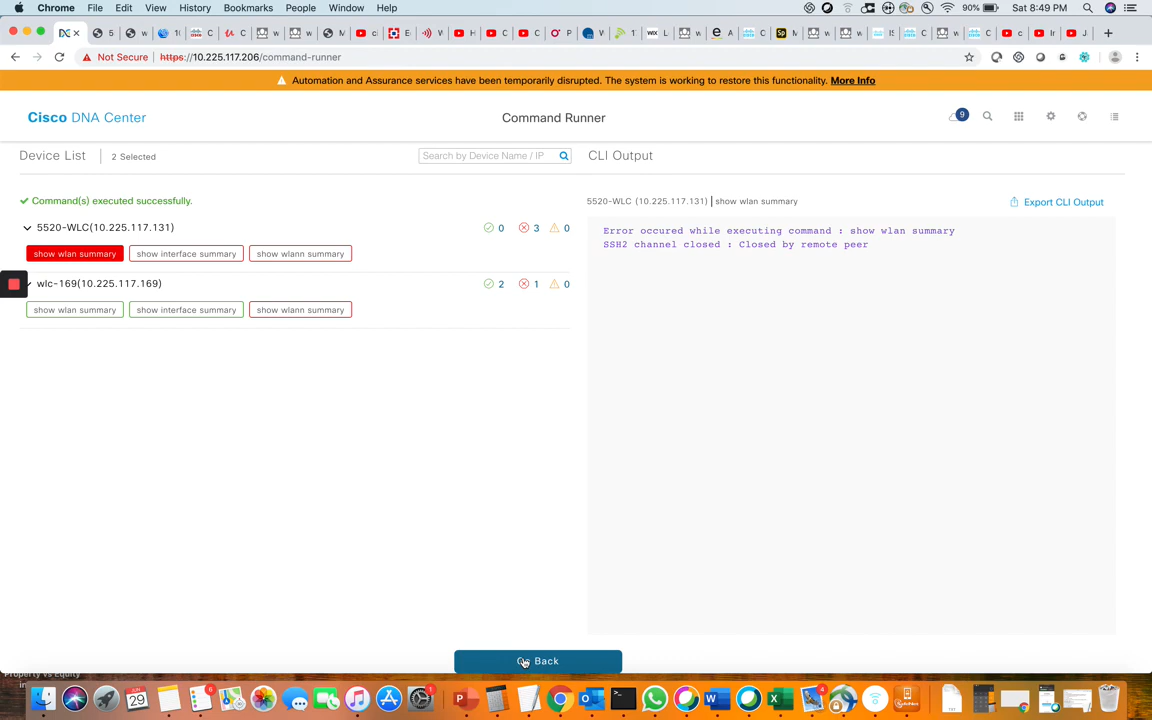 Chrome File Edit View History Bookmarks People Window Help 90% Sat 8:49 PM
Not Secure https://10.225.117.206/command-runner
Automation and Assurance services have been temporarily disrupted. The system is working to restore this functionality. More Info
Cisco DNA Center Command Runner 9
Device List 2 Selected Search by Device Name / IP CLI Output
Command(s) executed successfully. 5520-WLC (10.225.117.131) show wlan summary Export CLI Output
5520-WLC(10.225.117.131) 0 3 0
Error occured while executing command : show wlan summary
SSH2 channel closed : Closed by remote peer
show wlan summary show interface summary show wlann summary
wlc-169(10.225.117.169) 2 1 0
show wlan summary show interface summary show wlann summary
Back
Property vs Equity